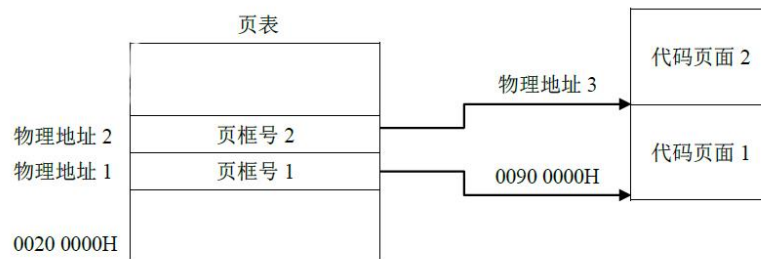 页表
代码页面 2
物理地址 3
物理地址 2
页框号 2
物理地址 1
页框号 1
代码页面 1
0090 0000H
0020 0000H